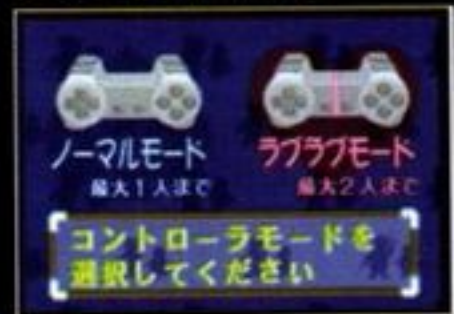 ノーマルモード
最大1人まで
ラブラブモード
最大2人まで
コントローラモードを
選択してください